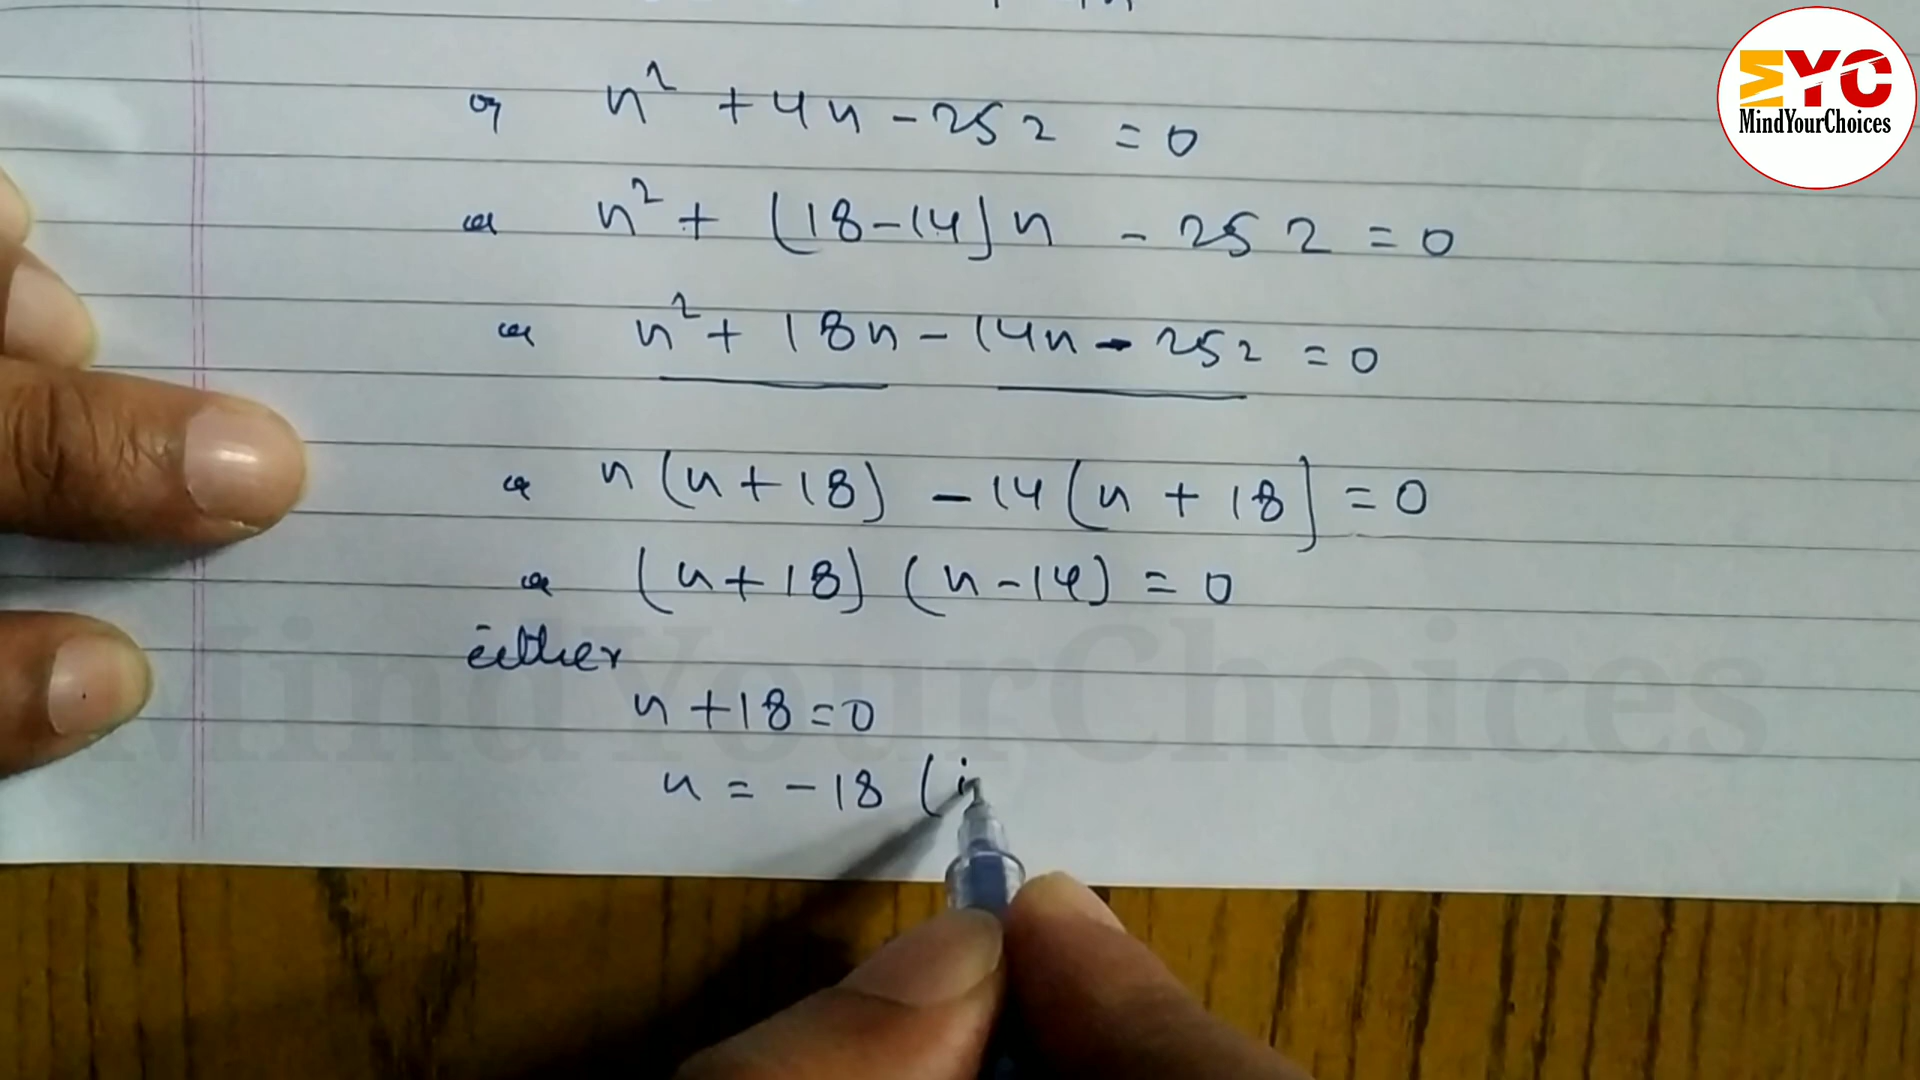 MYC
MindYourChoices
or n² + 4n - 252 = 0
or n² + (18-14)n - 252 = 0
or n² + 18n - 14n - 252 = 0
or n(n+18) - 14(n+18) = 0
or (n+18)(n-14) = 0
either
n+18=0
n = -18 (i
MindYourChoices